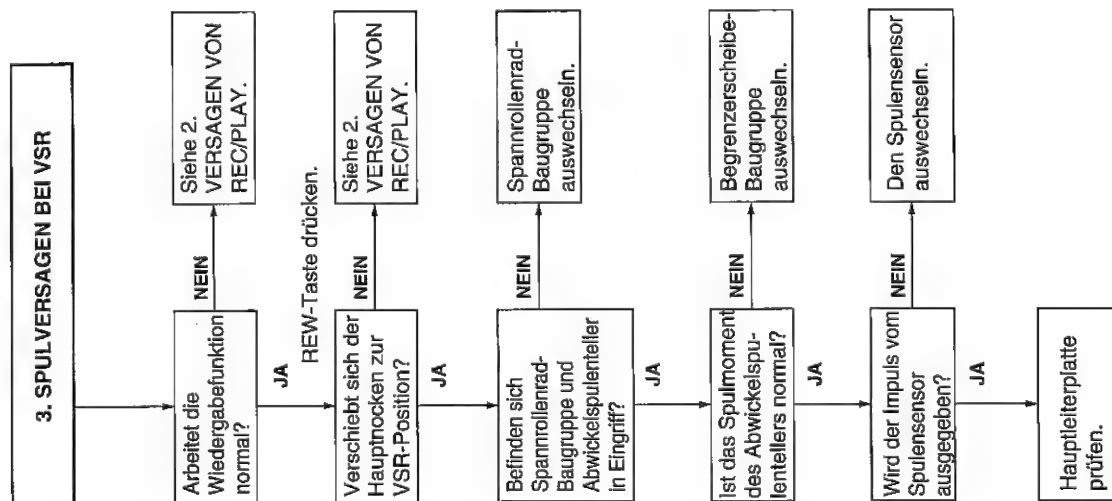 3. SPULVERSAGEN BEI VSR
Arbeitet die
Wiedergabefunktion
normal?
NEIN
Siehe 2.
VERSAGEN VON
REC/PLAY.
JA
REW-Taste drücken.
Verschiebt sich der
Hauptnocken zur
VSR-Position?
NEIN
Siehe 2.
VERSAGEN VON
REC/PLAY.
JA
Befinden sich
Spannrollenrad-
Baugruppe und
Abwickelspulenteller
in Eingriff?
NEIN
Spannrollenrad-
Baugruppe
auswechseln.
JA
Ist das Spulmoment
des Abwickelspu-
lentellers normal?
NEIN
Begrenzerscheibe-
Baugruppe
auswechseln.
JA
Wird der Impuls vom
Spulensensor
ausgegeben?
NEIN
Den Spulensensor
auswechseln.
JA
Hauptleiterplatte
prüfen.